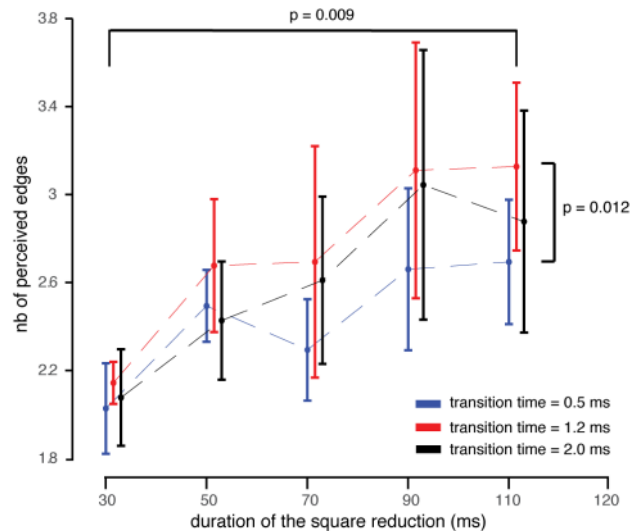 3.8
p = 0.009
3.4
nb of perceived edges
3
p = 0.012
2.6
2.2
transition time = 0.5 ms
transition time = 1.2 ms
transition time = 2.0 ms
1.8
30 50 70 90 110 120
duration of the square reduction (ms)